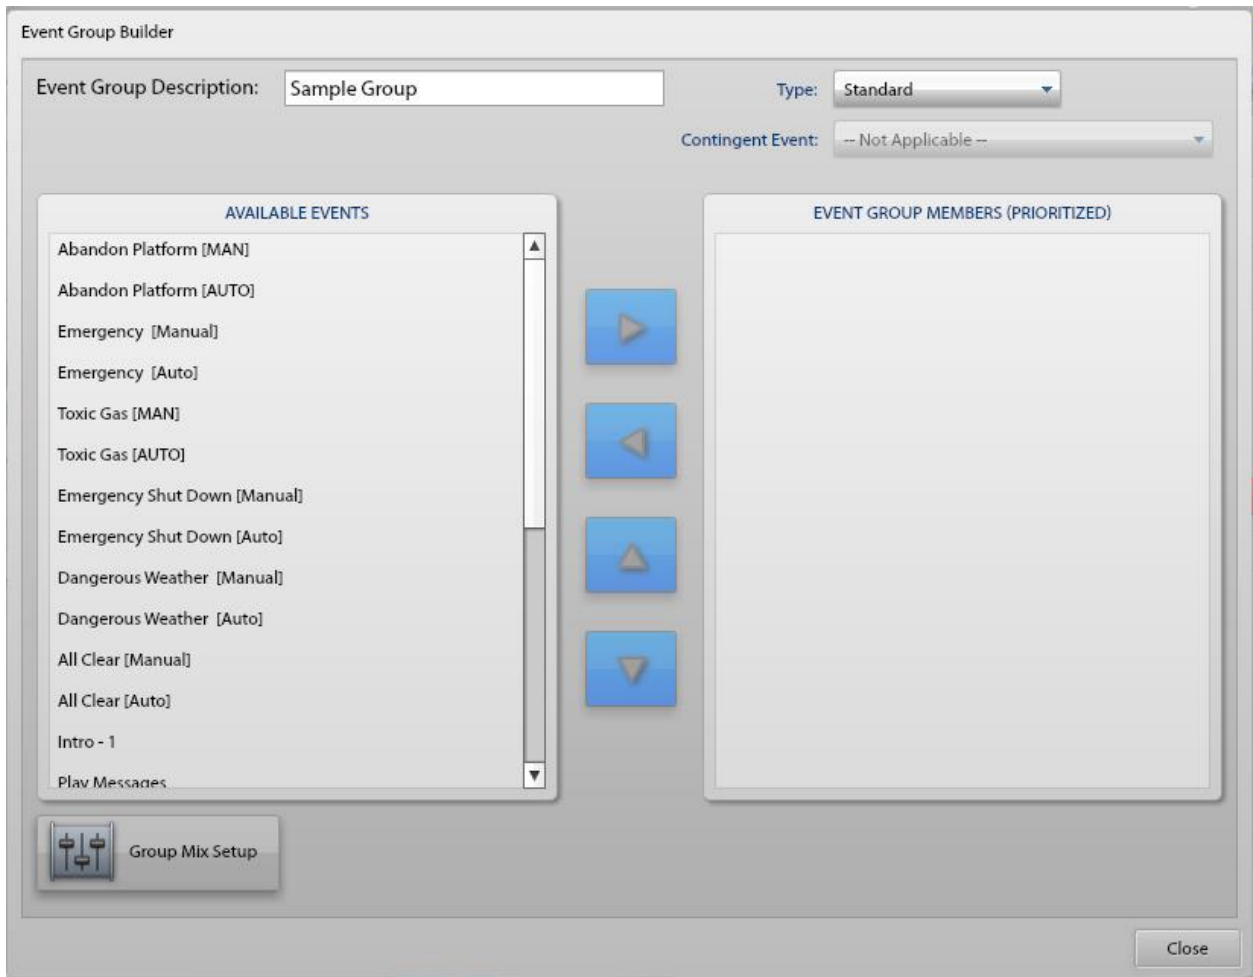 Event Group Builder
Event Group Description: Sample Group Type: Standard
Contingent Event: -- Not Applicable --
AVAILABLE EVENTS
Abandon Platform [MAN]
Abandon Platform [AUTO]
Emergency [Manual]
Emergency [Auto]
Toxic Gas [MAN]
Toxic Gas [AUTO]
Emergency Shut Down [Manual]
Emergency Shut Down [Auto]
Dangerous Weather [Manual]
Dangerous Weather [Auto]
All Clear [Manual]
All Clear [Auto]
Intro - 1
Play Messages
EVENT GROUP MEMBERS (PRIORITIZED)
Group Mix Setup
Close